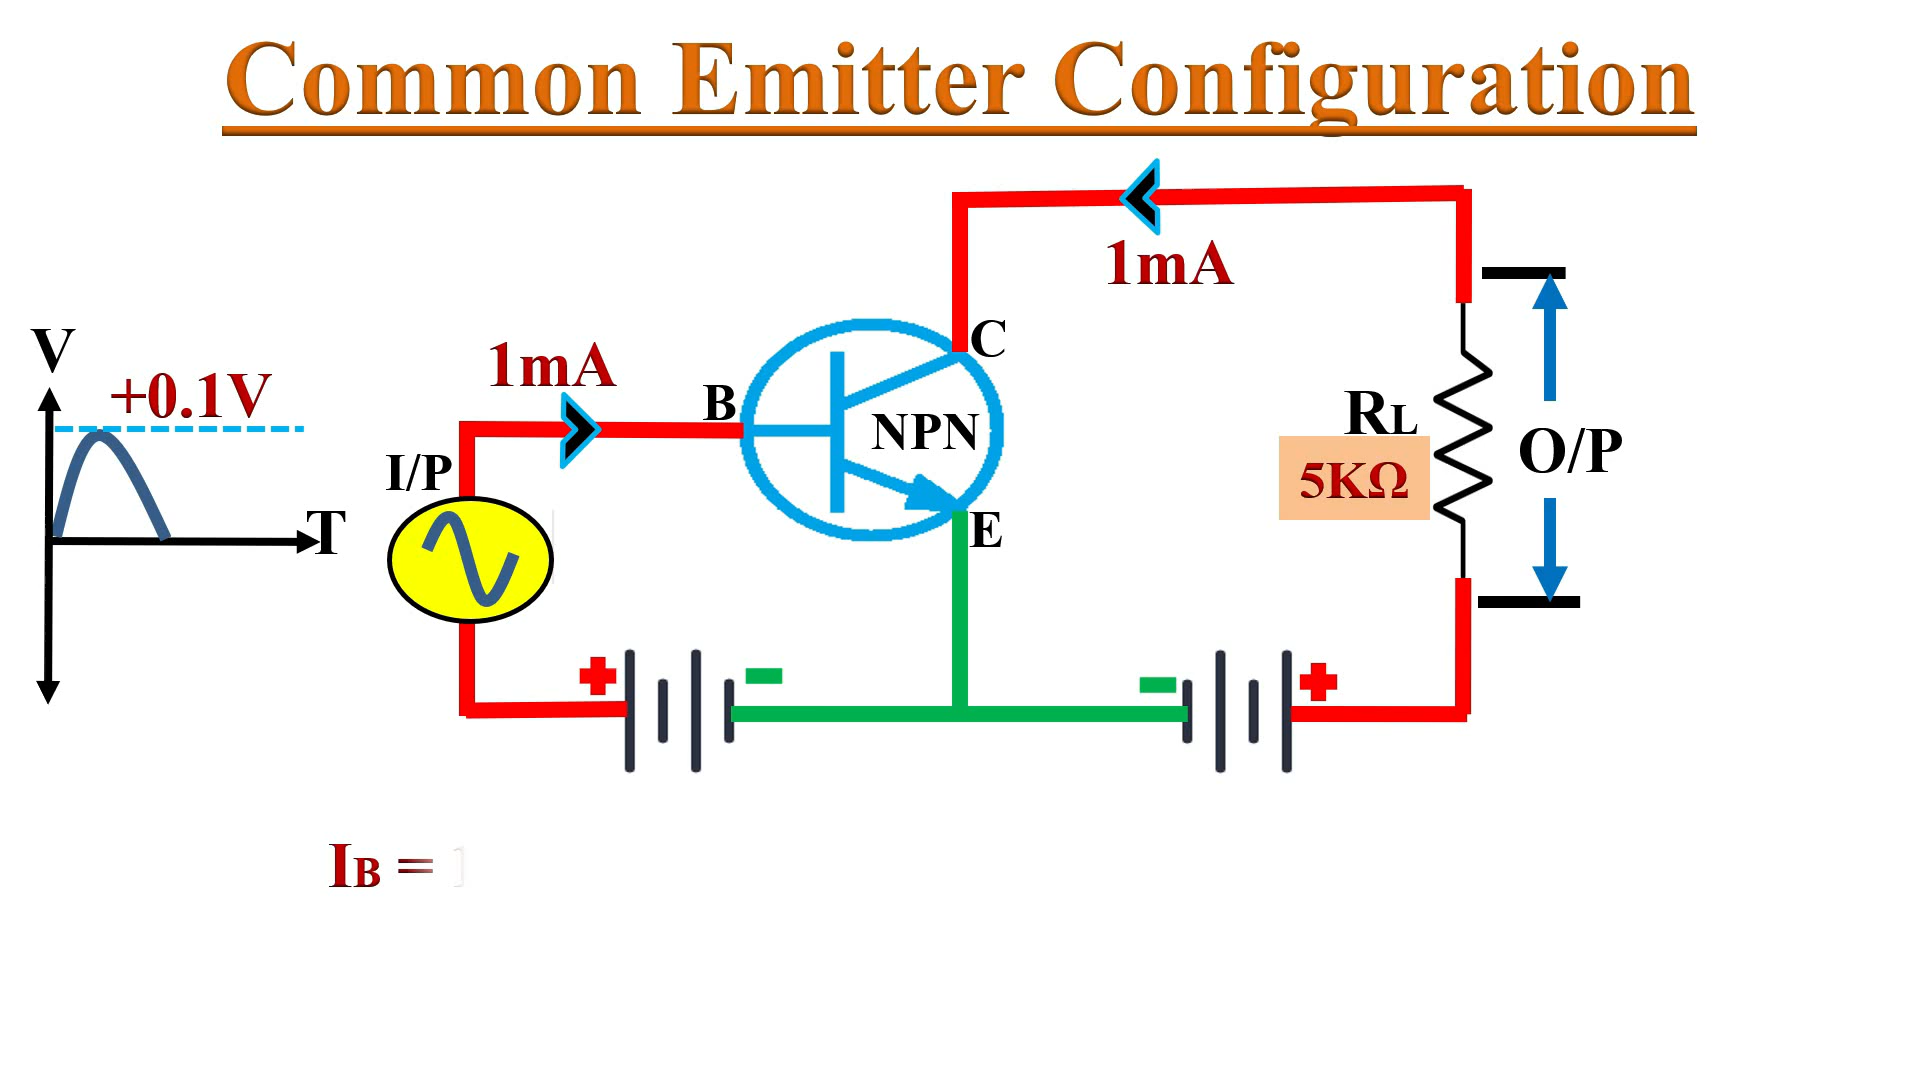 Common Emitter Configuration
1mA
V
+0.1V
1mA
C
B
NPN
I/P
RL
5KΩ
O/P
T
E
+
-
-
+
IB =